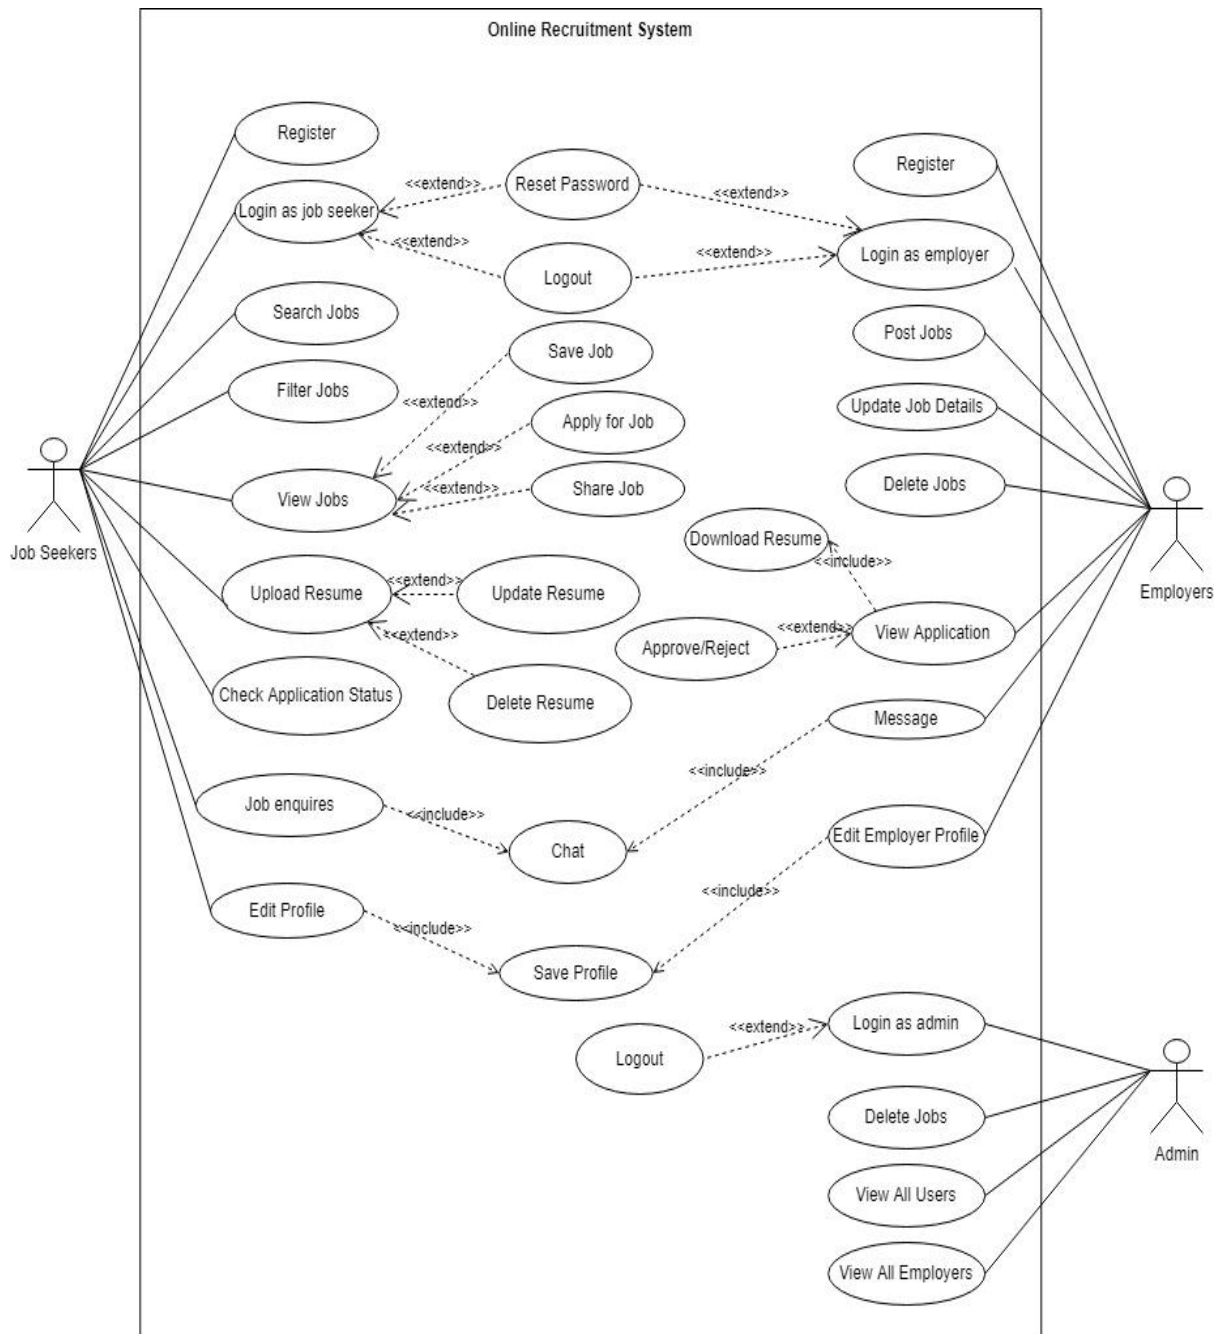 Online Recruitment System
Register
Login as job seeker
Search Jobs
Filter Jobs
View Jobs
Upload Resume
Check Application Status
Job enquires
Edit Profile
Job Seekers
<<extend>>
Reset Password
<<extend>>
<<extend>>
Logout
<<extend>>
Save Job
<<extend>>
Apply for Job
<<extend>>
Share Job
<<extend>>
<<extend>>
Update Resume
<<extend>>
Delete Resume
<<include>>
Chat
<<include>>
<<include>>
Save Profile
<<include>>
Download Resume
<<include>>
Approve/Reject
<<extend>>
Register
Login as employer
Post Jobs
Update Job Details
Delete Jobs
View Application
Message
Edit Employer Profile
Employers
Logout
<<extend>>
Login as admin
Delete Jobs
View All Users
View All Employers
Admin